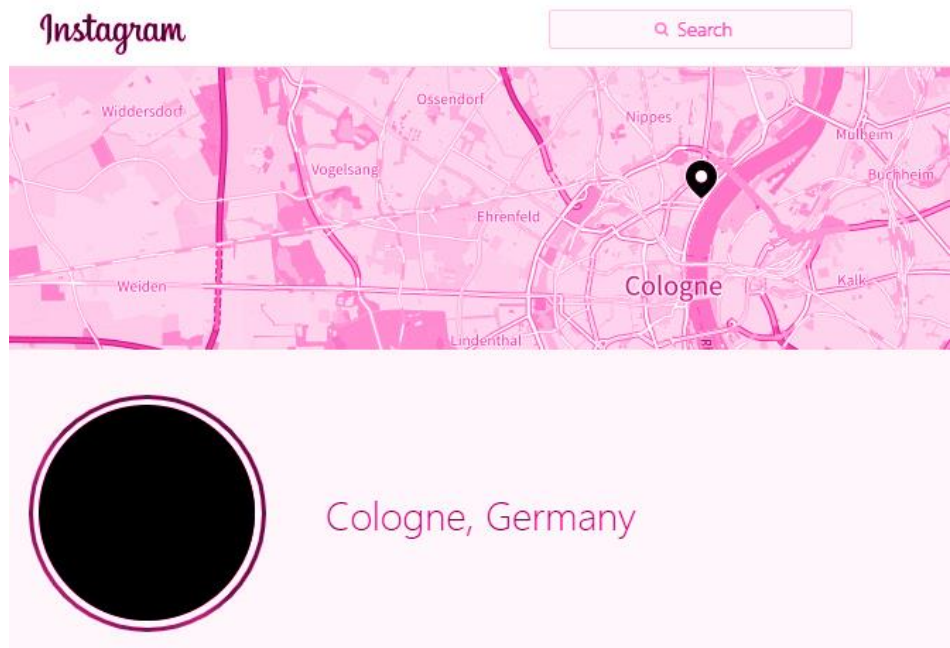 Instagram
Search
Ossendorf
Widdersdorf
Nippes
Mülheim
Vogelsang
Buchheim
Ehrenfeld
Weiden
Cologne
Kalk
Lindenthal
Cologne, Germany